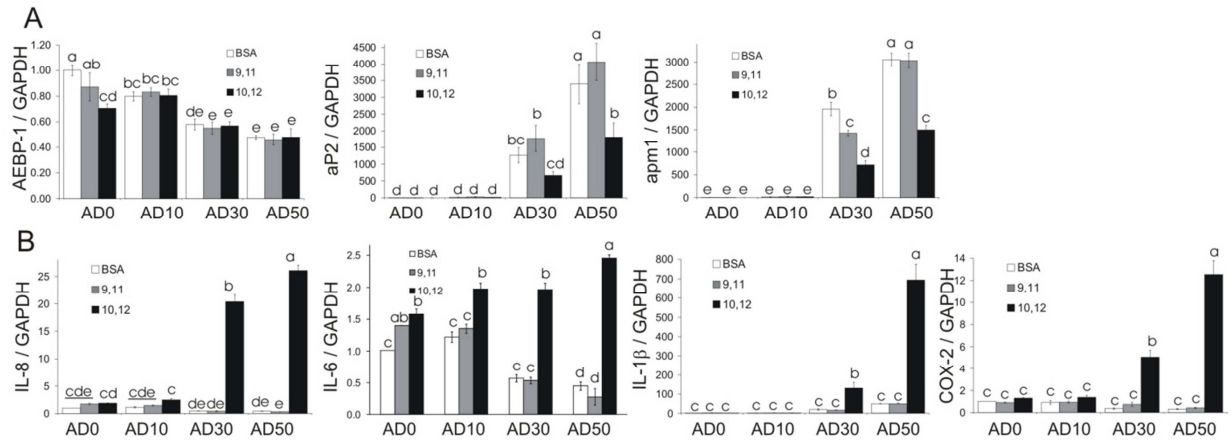 A
AEBP-1 / GAPDH
1.20
1.00
0.80
0.60
0.40
0.20
0.00
BSA
9,11
10,12
a ab cd bc bc bc de e e e e e
AD0 AD10 AD30 AD50
aP2 / GAPDH
4500
4000
3500
3000
2500
2000
1500
1000
500
0
BSA
9,11
10,12
d d d d d d bc b cd a a b
AD0 AD10 AD30 AD50
apm1 / GAPDH
3000
2500
2000
1500
1000
500
0
BSA
9,11
10,12
e e e e e e b c d a a c
AD0 AD10 AD30 AD50
B
IL-8 / GAPDH
25
20
15
10
5
0
BSA
9,11
10,12
cde cd cde c de de b de e a
AD0 AD10 AD30 AD50
IL-6 / GAPDH
2.5
2.0
1.5
1.0
0.5
0.0
BSA
9,11
10,12
c ab b c c b c c b d d a
AD0 AD10 AD30 AD50
IL-1β / GAPDH
800
700
600
500
400
300
200
100
0
BSA
9,11
10,12
c c c c c c c c b c c a
AD0 AD10 AD30 AD50
COX-2 / GAPDH
14
12
10
8
6
4
2
0
BSA
9,11
10,12
c c c c c c c c b c c a
AD0 AD10 AD30 AD50